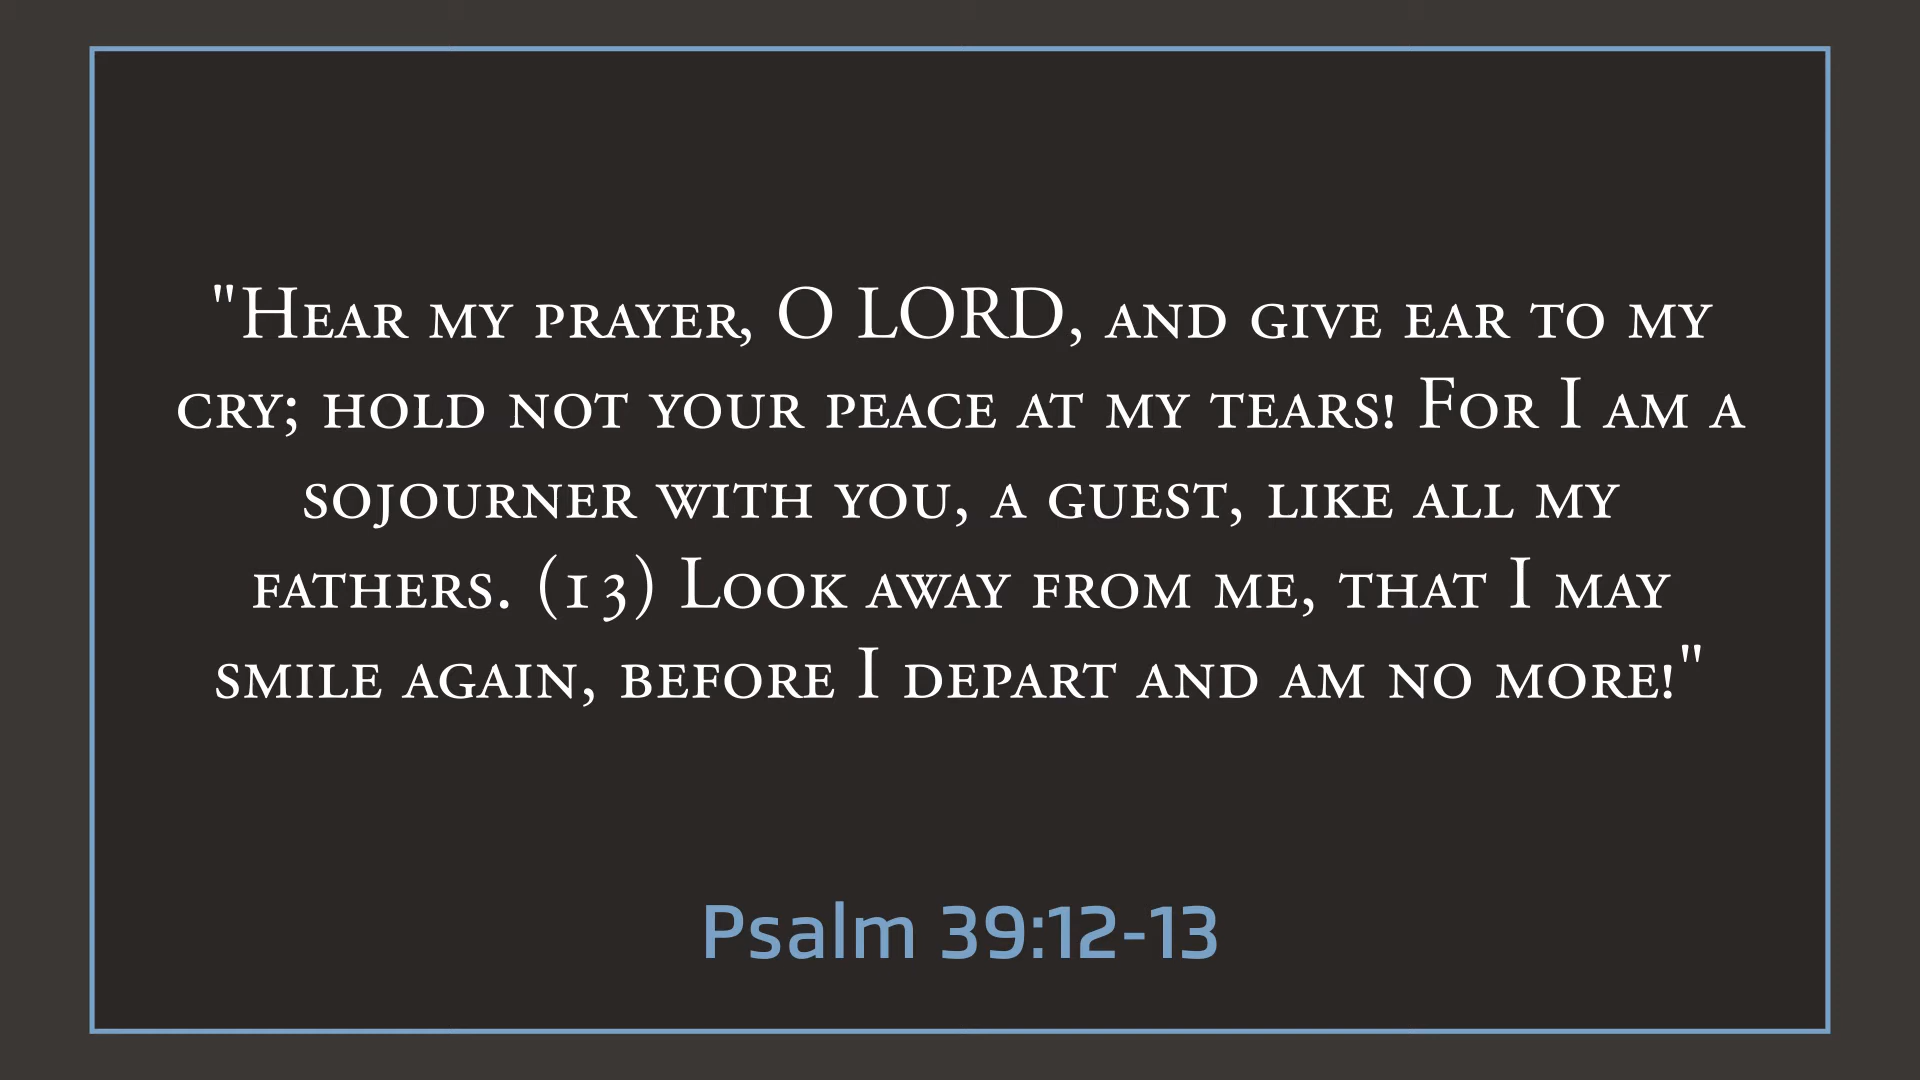 "Hear my prayer, O LORD, and give ear to my
cry; hold not your peace at my tears! For I am a
sojourner with you, a guest, like all my
fathers. (13) Look away from me, that I may
smile again, before I depart and am no more!"
Psalm 39:12-13